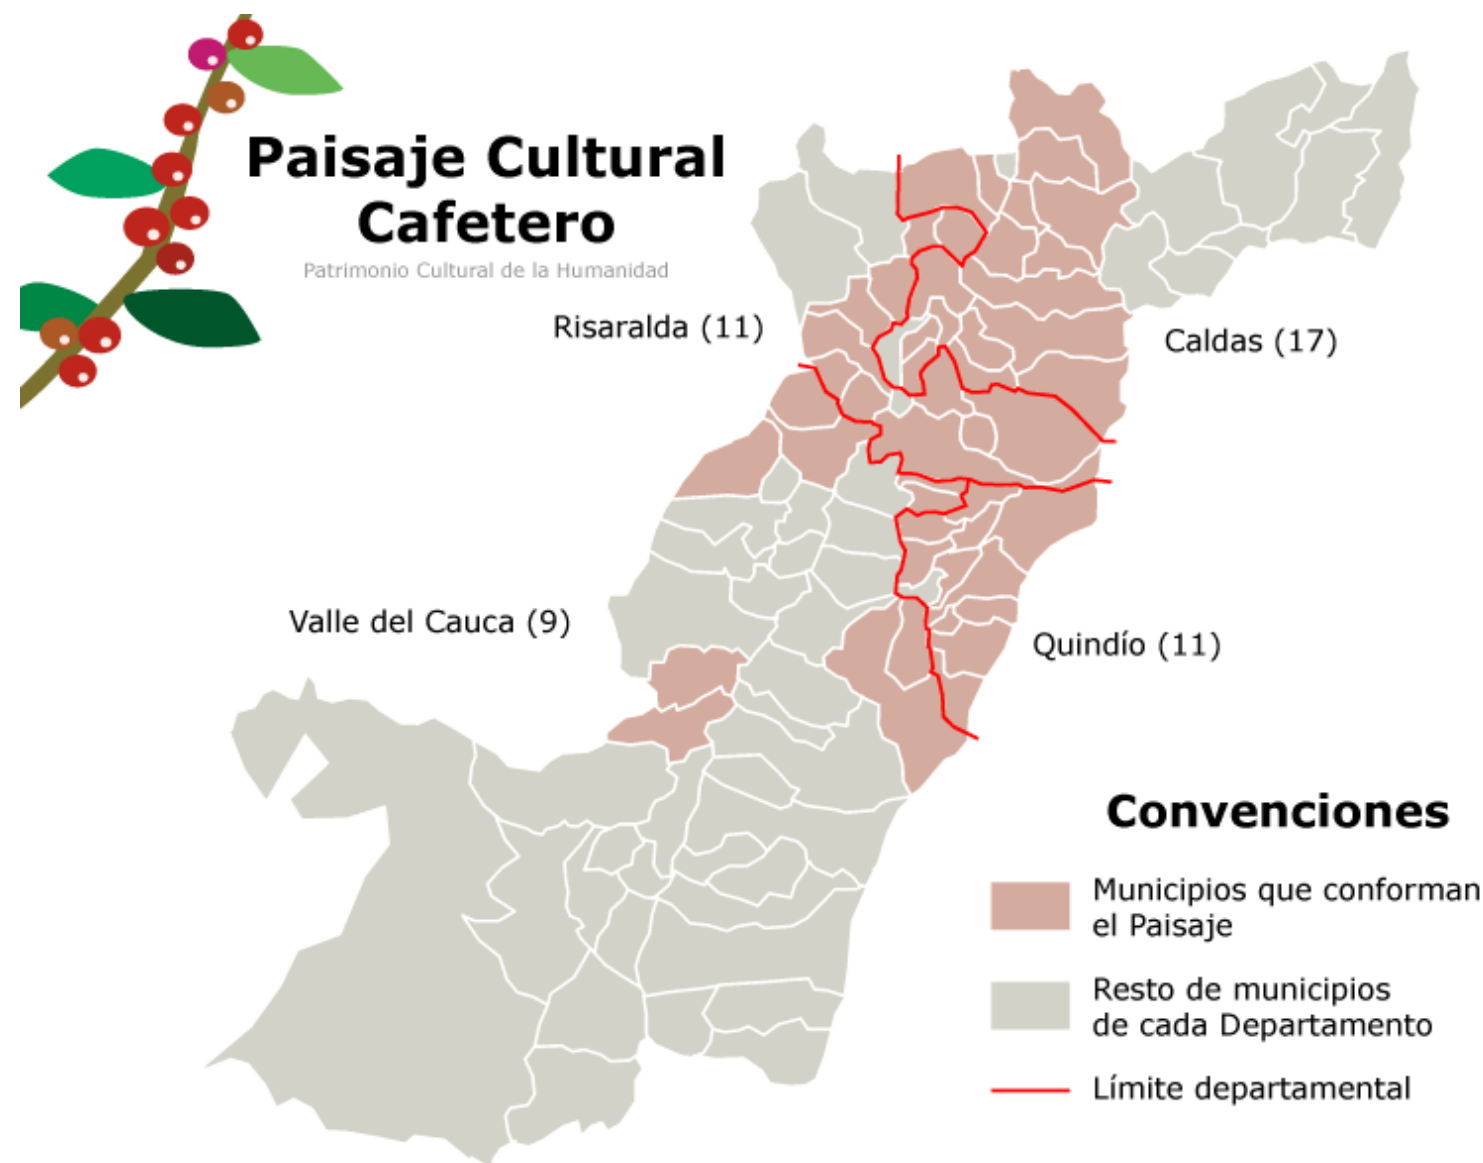 Paisaje Cultural
Cafetero
Patrimonio Cultural de la Humanidad
Risaralda (11)
Caldas (17)
Valle del Cauca (9)
Quindío (11)
Convenciones
Municipios que conforman
el Paisaje
Resto de municipios
de cada Departamento
Límite departamental